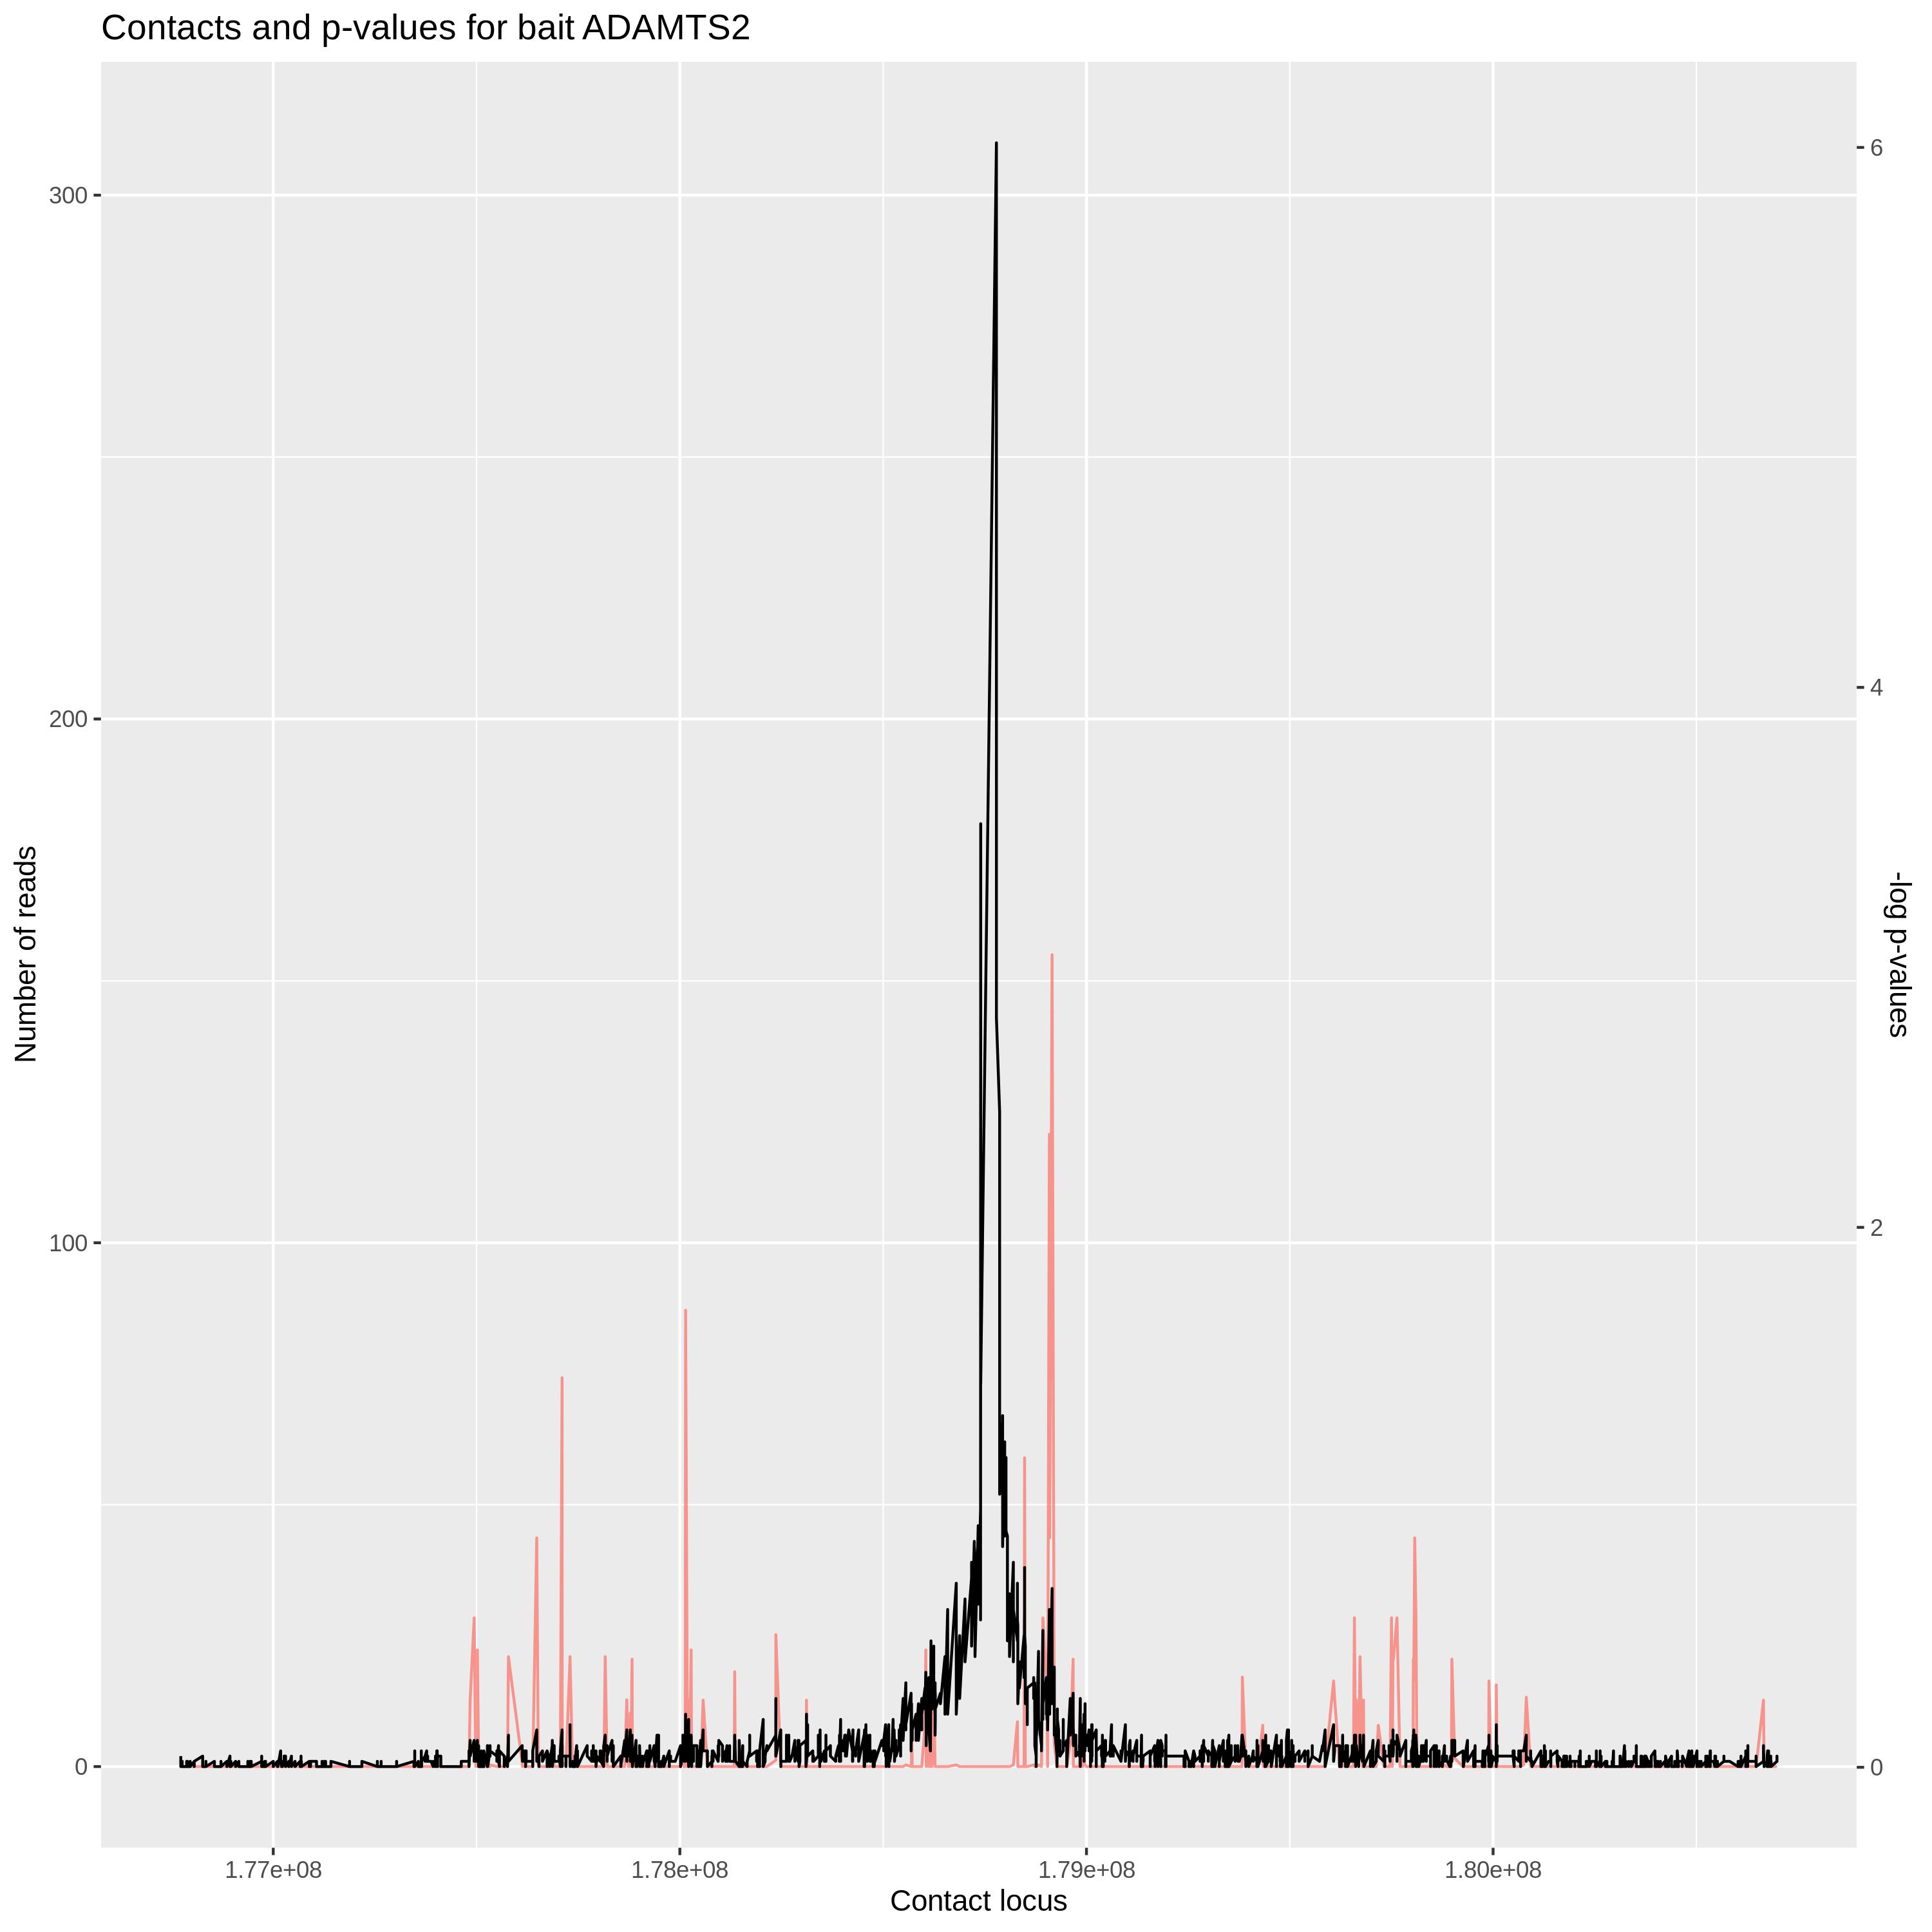 Contacts and p-values for bait ADAMTS2
Number of reads
300
200
100
0
6
4
2
0
-log p-values
1.77e+08
1.78e+08
1.79e+08
1.80e+08
Contact locus